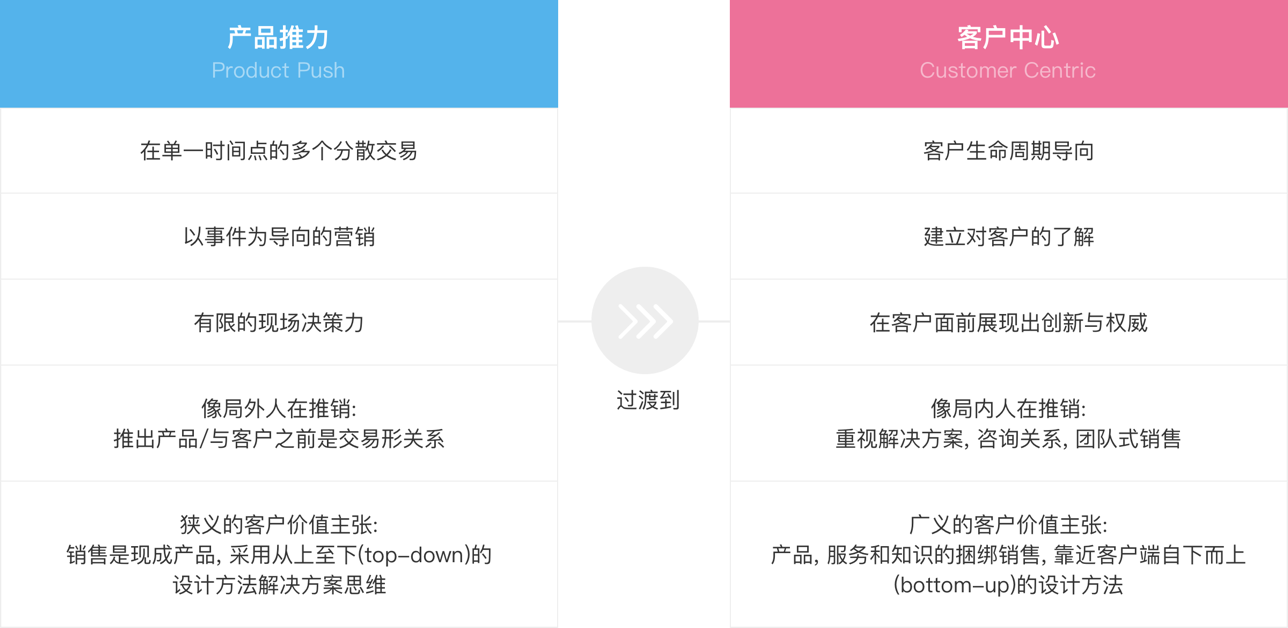 产品推力
Product Push
在单一时间点的多个分散交易
以事件为导向的营销
有限的现场决策力
像局外人在推销:
推出产品/与客户之前是交易形关系
狭义的客户价值主张:
销售是现成产品, 采用从上至下(top-down)的
设计方法解决方案思维
过渡到
客户中心
Customer Centric
客户生命周期导向
建立对客户的了解
在客户面前展现出创新与权威
像局内人在推销:
重视解决方案, 咨询关系, 团队式销售
广义的客户价值主张:
产品, 服务和知识的捆绑销售, 靠近客户端自下而上
(bottom-up)的设计方法